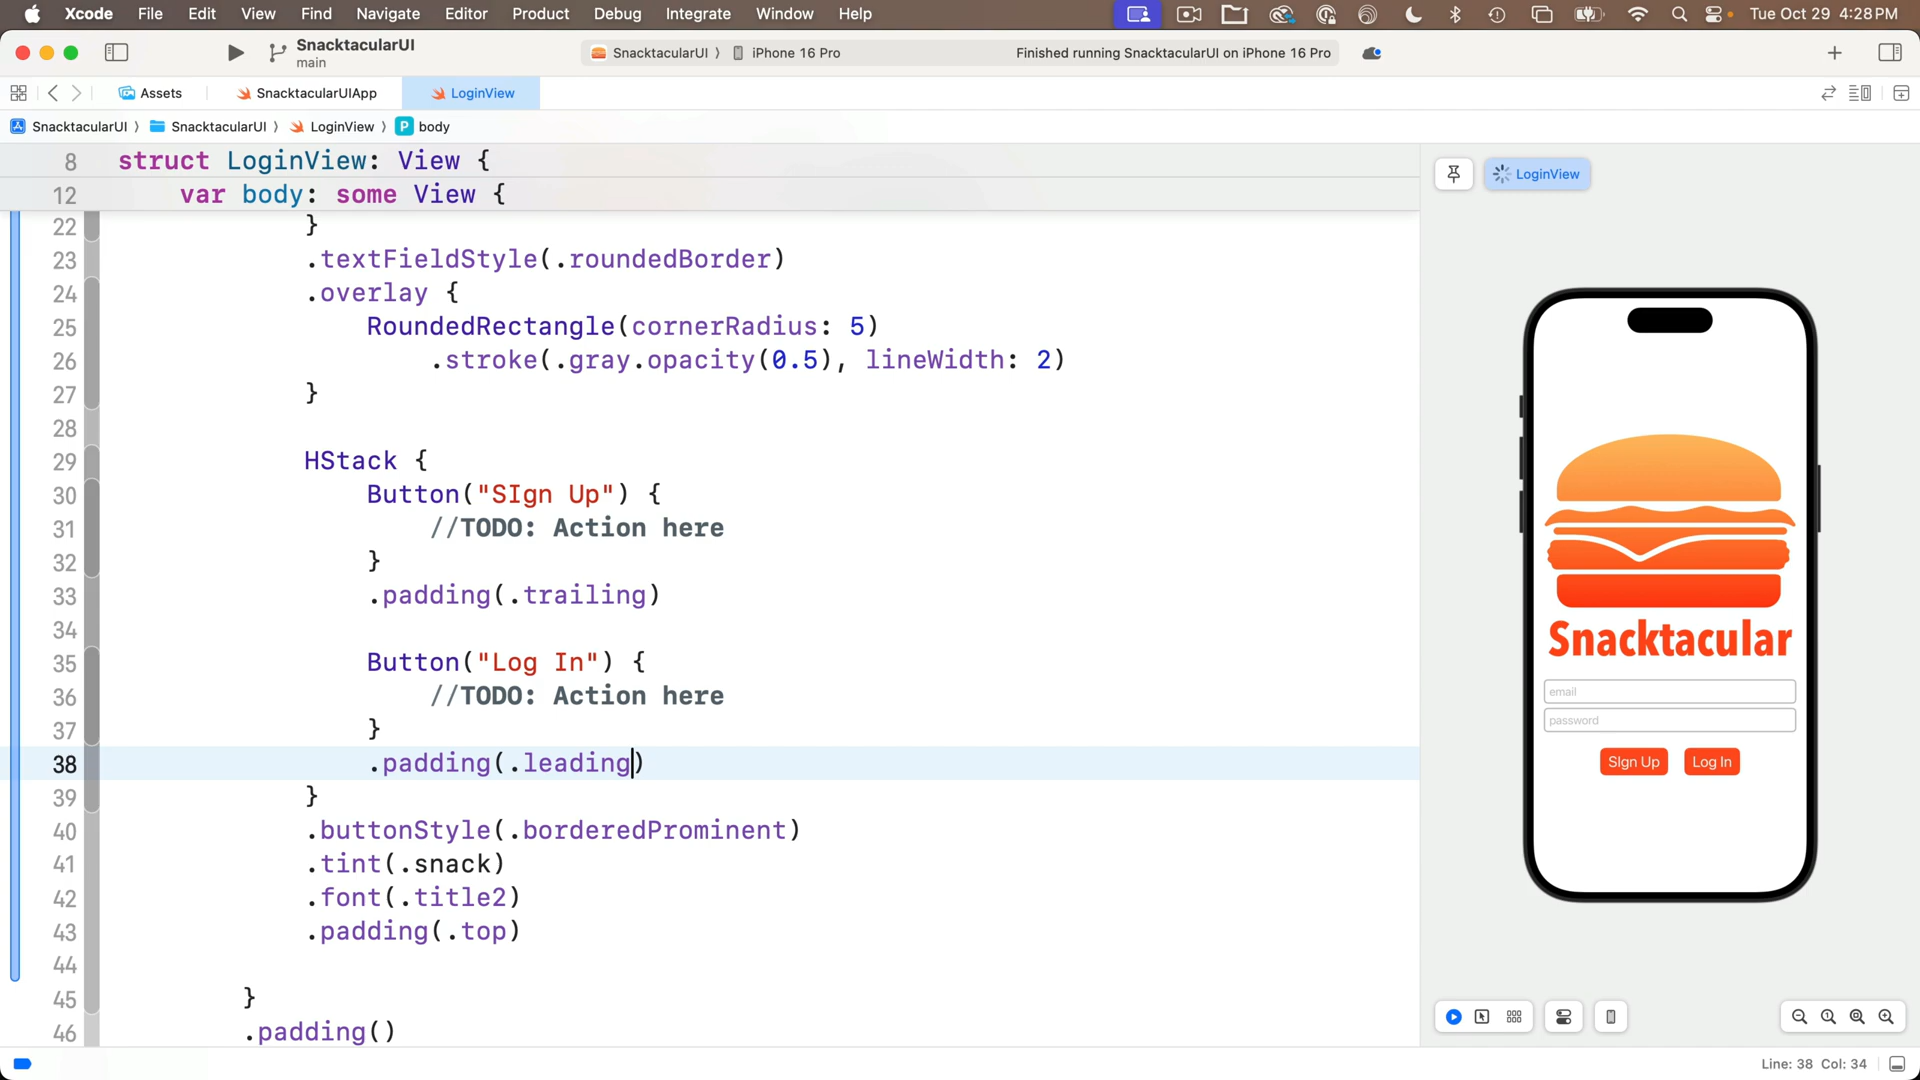 Xcode File Edit View Find Navigate Editor Product Debug Integrate Window Help Tue Oct 29 4:28 PM
SnacktacularUI
main
SnacktacularUI 〉 iPhone 16 Pro Finished running SnacktacularUI on iPhone 16 Pro
Assets SnacktacularUIApp LoginView
SnacktacularUI 〉 SnacktacularUI 〉 LoginView 〉 P body
8 struct LoginView: View {
12 var body: some View {
22 }
23 .textFieldStyle(.roundedBorder)
24 .overlay {
25 RoundedRectangle(cornerRadius: 5)
26 .stroke(.gray.opacity(0.5), lineWidth: 2)
27 }
28
29 HStack {
30 Button("SIgn Up") {
31 //TODO: Action here
32 }
33 .padding(.trailing)
34
35 Button("Log In") {
36 //TODO: Action here
37 }
38 .padding(.leading)
39 }
40 .buttonStyle(.borderedProminent)
41 .tint(.snack)
42 .font(.title2)
43 .padding(.top)
44
45 }
46 .padding()
LoginView
Snacktacular
email
password
SIgn Up Log In
Line: 38 Col: 34